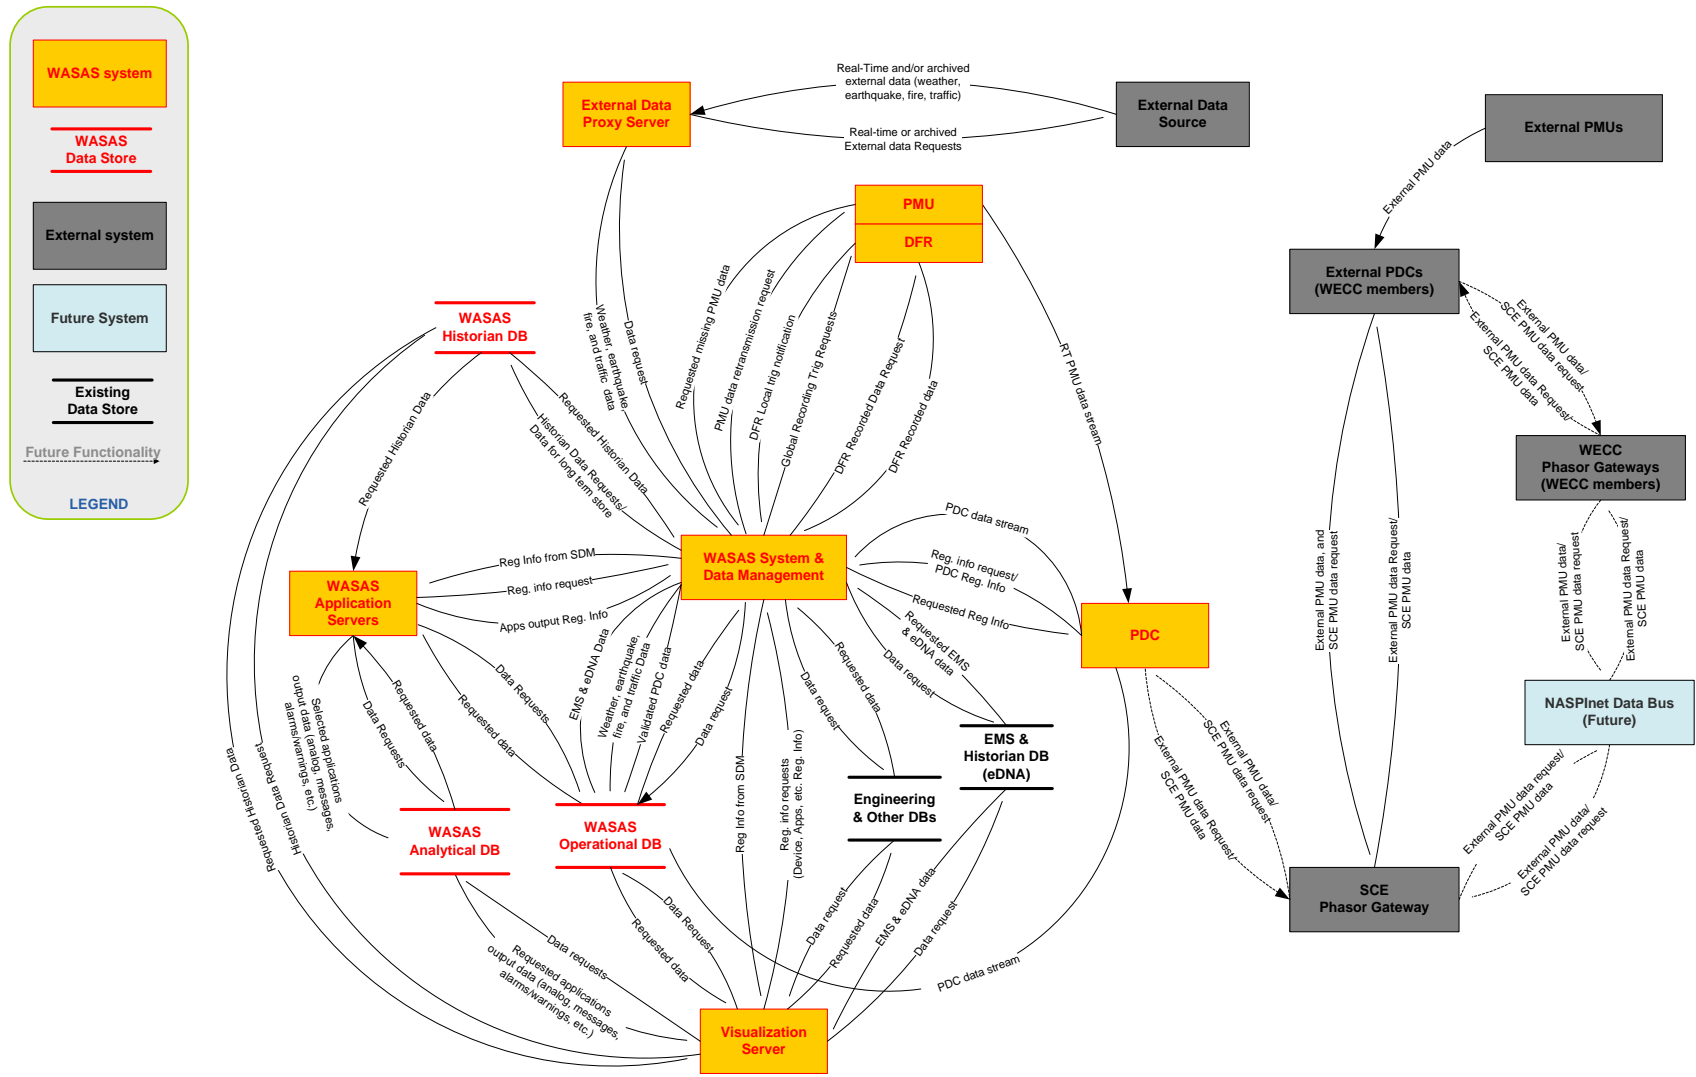 WASAS system
WASAS
Data Store
External system
Future System
Existing
Data Store
Future Functionality
LEGEND
External Data
Proxy Server
Real-Time and/or archived
external data (weather,
earthquake, fire, traffic)
Real-time or archived
External data Requests
External Data
Source
External PMUs
External PMU data
PMU
DFR
External PDCs
(WECC members)
WASAS
Historian DB
Weather, earthquake,
fire, and traffic data
Data request
Requested missing PMU data
PMU data retransmission request
DFR Local trig notification
Global Recording Trig Requests
DFR Recorded Data Request
DFR Recorded data
RT PMU data stream
External PMU data/
SCE PMU data request
External PMU data Request/
SCE PMU data
Requested Historian Data
Historian Data Requests/
Data for long term store
Requested Historian Data
WECC
Phasor Gateways
(WECC members)
WASAS System &
Data Management
PDC data stream
Reg. info request/
PDC Reg. Info
Requested Reg Info
PDC
WASAS
Application
Servers
Reg Info from SDM
Reg. info request
Apps output Reg. Info
External PMU data, and
SCE PMU data request
External PMU data Request/
SCE PMU data
External PMU data/
SCE PMU data request
External PMU data Request/
SCE PMU data
NASPInet Data Bus
(Future)
Selected applications
output data (analog, messages,
alarms/warnings, etc.)
Data Requests
Requested data
Data Requests
Requested data
EMS & eDNA Data
Weather, earthquake,
fire, and traffic Data
Validated PDC data
Requested data
Data request
Reg Info from SDM
Reg. info requests
(Device, Apps, etc. Reg. Info)
Data request
Requested data
Requested EMS
& eDNA data
Data request
EMS &
Historian DB
(eDNA)
Engineering
& Other DBs
External PMU data Request/
SCE PMU data
External PMU data/
SCE PMU data request
WASAS
Analytical DB
WASAS
Operational DB
External PMU data request/
SCE PMU data
External PMU data/
SCE PMU data request
SCE
Phasor Gateway
Requested Historian Data
Historian Data Request
Data requests
Requested applications
output data (analog, messages,
alarms/warnings, etc.)
Requested data
Data Request
Data request
Requested data
EMS & eDNA data
Data request
PDC data stream
Visualization
Server